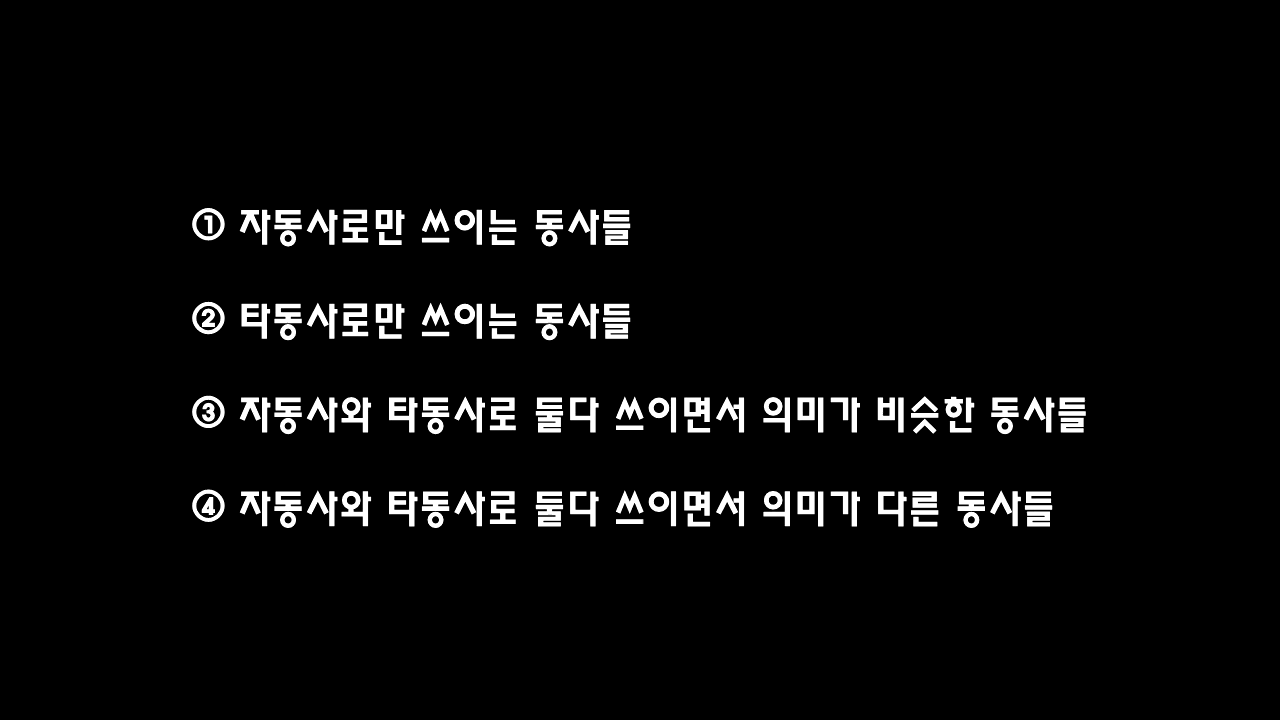 ① 자동사로만 쓰이는 동사들
② 타동사로만 쓰이는 동사들
③ 자동사와 타동사로 둘다 쓰이면서 의미가 비슷한 동사들
④ 자동사와 타동사로 둘다 쓰이면서 의미가 다른 동사들